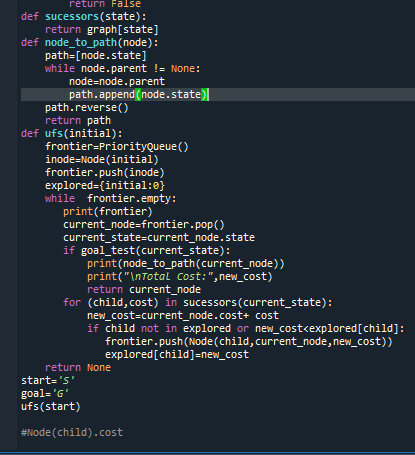 return False
def sucessors(state):
    return graph[state]
def node_to_path(node):
    path=[node.state]
    while node.parent != None:
        node=node.parent
        path.append(node.state)
    path.reverse()
    return path
def ufs(initial):
    frontier=PriorityQueue()
    inode=Node(initial)
    frontier.push(inode)
    explored={initial:0}
    while  frontier.empty:
       print(frontier)
       current_node=frontier.pop()
       current_state=current_node.state
       if goal_test(current_state):
           print(node_to_path(current_node))
           print("\nTotal Cost:",new_cost)
           return current_node
       for (child,cost) in sucessors(current_state):
           new_cost=current_node.cost+ cost
           if child not in explored or new_cost<explored[child]:
              frontier.push(Node(child,current_node,new_cost))
              explored[child]=new_cost
    return None
start='S'
goal='G'
ufs(start)
#Node(child).cost